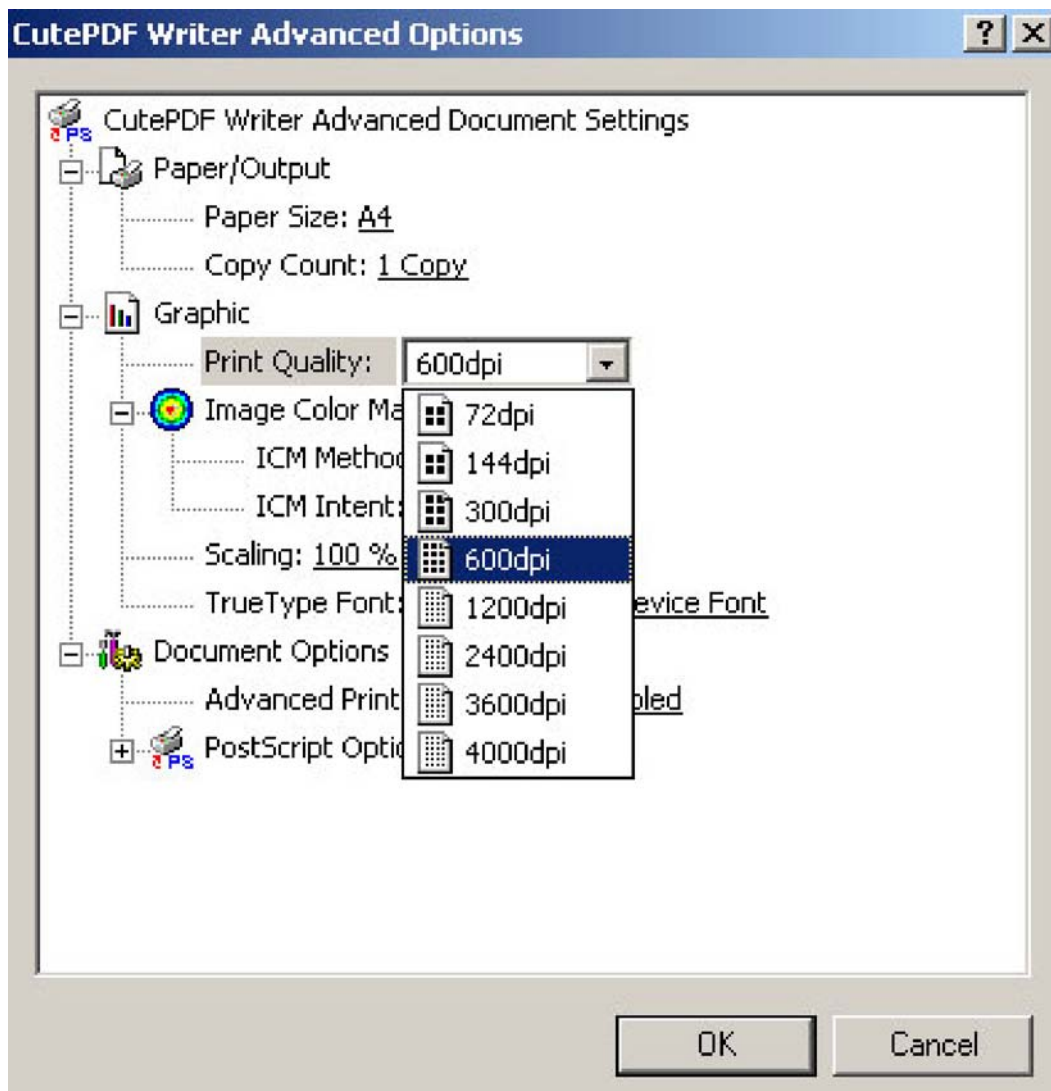 CutePDF Writer Advanced Options
CutePDF Writer Advanced Document Settings
Paper/Output
Paper Size: A4
Copy Count: 1 Copy
Graphic
Print Quality: 600dpi
Image Color Ma 72dpi
ICM Method 144dpi
ICM Intent: 300dpi
Scaling: 100 % 600dpi
TrueType Font: 1200dpi evice Font
Document Options 2400dpi
Advanced Print 3600dpi bled
PostScript Optio 4000dpi
OK Cancel